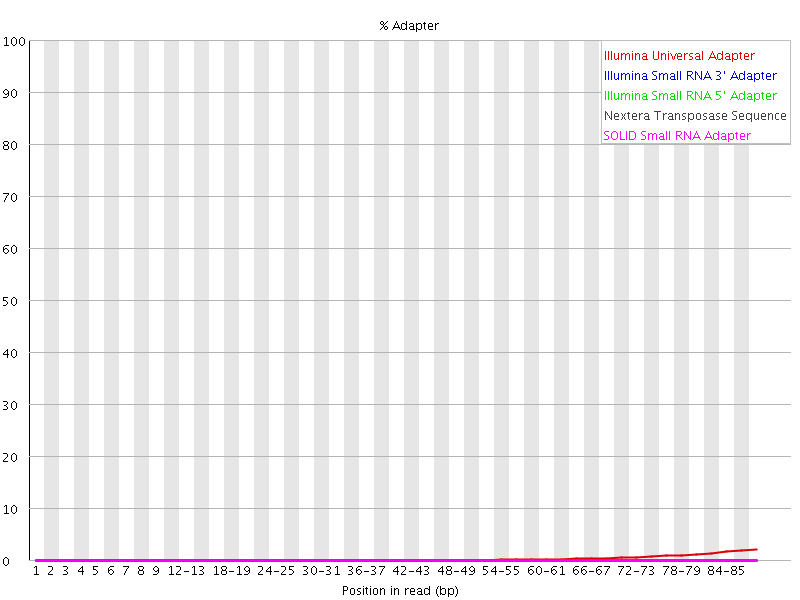 % Adapter
100
90
80
70
60
50
40
30
20
10
0
Illumina Universal Adapter
Illumina Small RNA 3' Adapter
Illumina Small RNA 5' Adapter
Nextera Transposase Sequence
SOLID Small RNA Adapter
1 2 3 4 5 6 7 8 9 12-13 18-19 24-25 30-31 36-37 42-43 48-49 54-55 60-61 66-67 72-73 78-79 84-85
Position in read (bp)